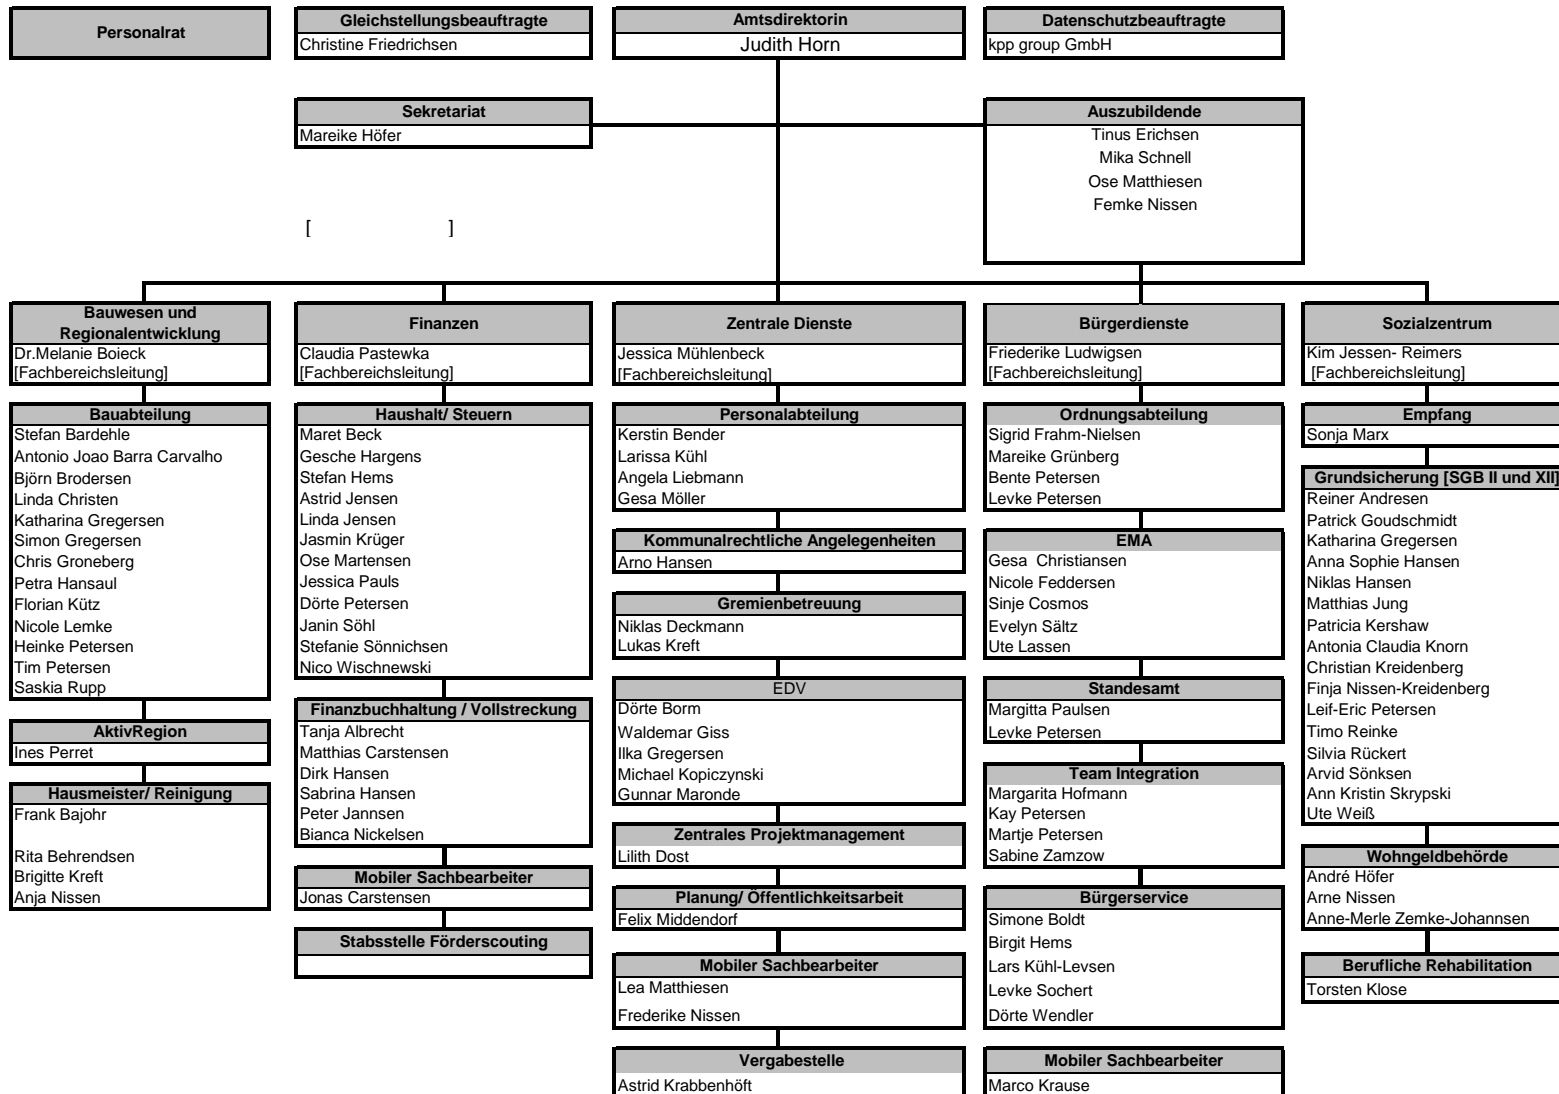 Personalrat
Gleichstellungsbeauftragte
Christine Friedrichsen
Amtsdirektorin
Judith Horn
Datenschutzbeauftragte
kpp group GmbH
Sekretariat
Mareike Höfer
Auszubildende
Tinus Erichsen
Mika Schnell
Ose Matthiesen
Femke Nissen
[ ]
Bauwesen und
Regionalentwicklung
Dr.Melanie Boieck
[Fachbereichsleitung]
Bauabteilung
Stefan Bardehle
Antonio Joao Barra Carvalho
Björn Brodersen
Linda Christen
Katharina Gregersen
Simon Gregersen
Chris Groneberg
Petra Hansaul
Florian Kütz
Nicole Lemke
Heinke Petersen
Tim Petersen
Saskia Rupp
AktivRegion
Ines Perret
Hausmeister/ Reinigung
Frank Bajohr
Rita Behrendsen
Brigitte Kreft
Anja Nissen
Finanzen
Claudia Pastewka
[Fachbereichsleitung]
Haushalt/ Steuern
Maret Beck
Gesche Hargens
Stefan Hems
Astrid Jensen
Linda Jensen
Jasmin Krüger
Ose Martensen
Jessica Pauls
Dörte Petersen
Janin Söhl
Stefanie Sönnichsen
Nico Wischnewski
Finanzbuchhaltung / Vollstreckung
Tanja Albrecht
Matthias Carstensen
Dirk Hansen
Sabrina Hansen
Peter Jannsen
Bianca Nickelsen
Mobiler Sachbearbeiter
Jonas Carstensen
Stabsstelle Förderscouting
Zentrale Dienste
Jessica Mühlenbeck
[Fachbereichsleitung]
Personalabteilung
Kerstin Bender
Larissa Kühl
Angela Liebmann
Gesa Möller
Kommunalrechtliche Angelegenheiten
Arno Hansen
Gremienbetreuung
Niklas Deckmann
Lukas Kreft
EDV
Dörte Borm
Waldemar Giss
Ilka Gregersen
Michael Kopiczynski
Gunnar Maronde
Zentrales Projektmanagement
Lilith Dost
Planung/ Öffentlichkeitsarbeit
Felix Middendorf
Mobiler Sachbearbeiter
Lea Matthiesen
Frederike Nissen
Vergabestelle
Astrid Krabbenhöft
Bürgerdienste
Friederike Ludwigsen
[Fachbereichsleitung]
Ordnungsabteilung
Sigrid Frahm-Nielsen
Mareike Grünberg
Bente Petersen
Levke Petersen
EMA
Gesa  Christiansen
Nicole Feddersen
Sinje Cosmos
Evelyn Sältz
Ute Lassen
Standesamt
Margitta Paulsen
Levke Petersen
Team Integration
Margarita Hofmann
Kay Petersen
Martje Petersen
Sabine Zamzow
Bürgerservice
Simone Boldt
Birgit Hems
Lars Kühl-Levsen
Levke Sochert
Dörte Wendler
Mobiler Sachbearbeiter
Marco Krause
Sozialzentrum
Kim Jessen- Reimers
[Fachbereichsleitung]
Empfang
Sonja Marx
Grundsicherung [SGB II und XII]
Reiner Andresen
Patrick Goudschmidt
Katharina Gregersen
Anna Sophie Hansen
Niklas Hansen
Matthias Jung
Patricia Kershaw
Antonia Claudia Knorn
Christian Kreidenberg
Finja Nissen-Kreidenberg
Leif-Eric Petersen
Timo Reinke
Silvia Rückert
Arvid Sönksen
Ann Kristin Skrypski
Ute Weiß
Wohngeldbehörde
André Höfer
Arne Nissen
Anne-Merle Zemke-Johannsen
Berufliche Rehabilitation
Torsten Klose